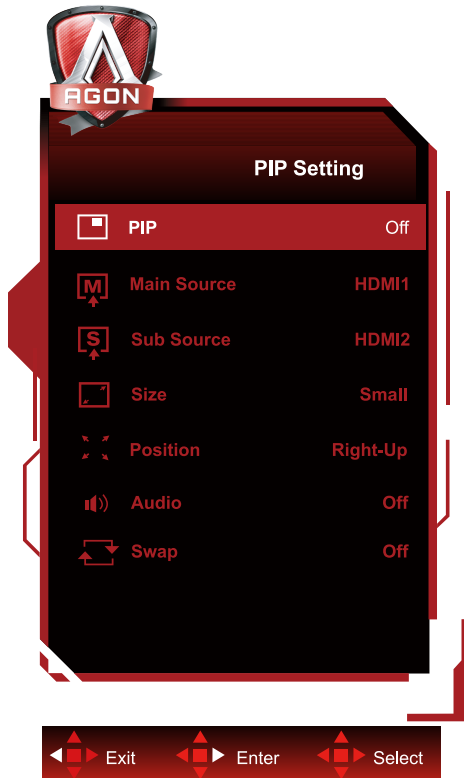 AGON
PIP Setting
PIP Off
M Main Source HDMI1
S Sub Source HDMI2
Size Small
Position Right-Up
Audio Off
Swap Off
Exit Enter Select